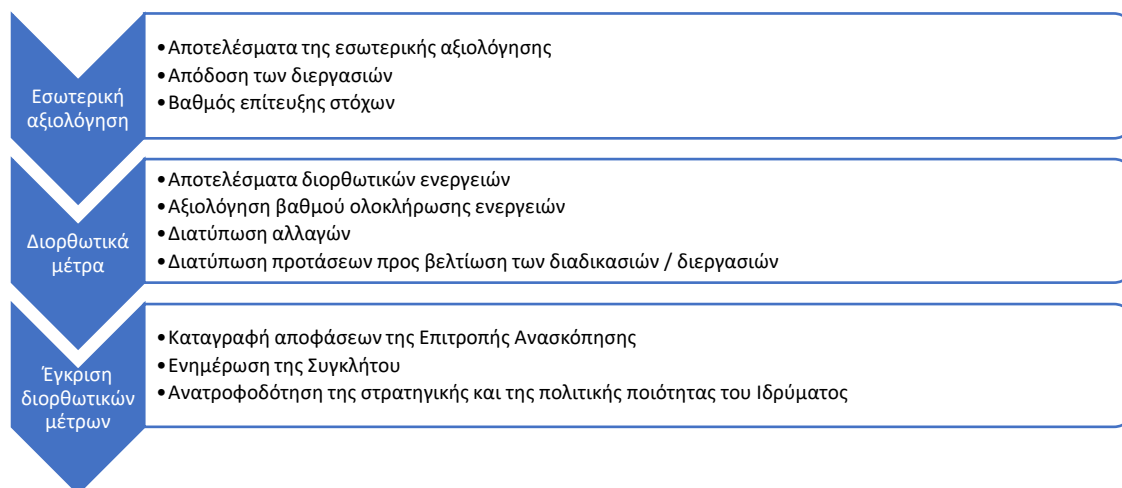 Εσωτερική
αξιολόγηση
•Αποτελέσματα της εσωτερικής αξιολόγησης
•Απόδοση των διεργασιών
•Βαθμός επίτευξης στόχων
Διορθωτικά
μέτρα
•Αποτελέσματα διορθωτικών ενεργειών
•Αξιολόγηση βαθμού ολοκλήρωσης ενεργειών
•Διατύπωση αλλαγών
•Διατύπωση προτάσεων προς βελτίωση των διαδικασιών / διεργασιών
Έγκριση
διορθωτικών
μέτρων
•Καταγραφή αποφάσεων της Επιτροπής Ανασκόπησης
•Ενημέρωση της Συγκλήτου
•Ανατροφοδότηση της στρατηγικής και της πολιτικής ποιότητας του Ιδρύματος